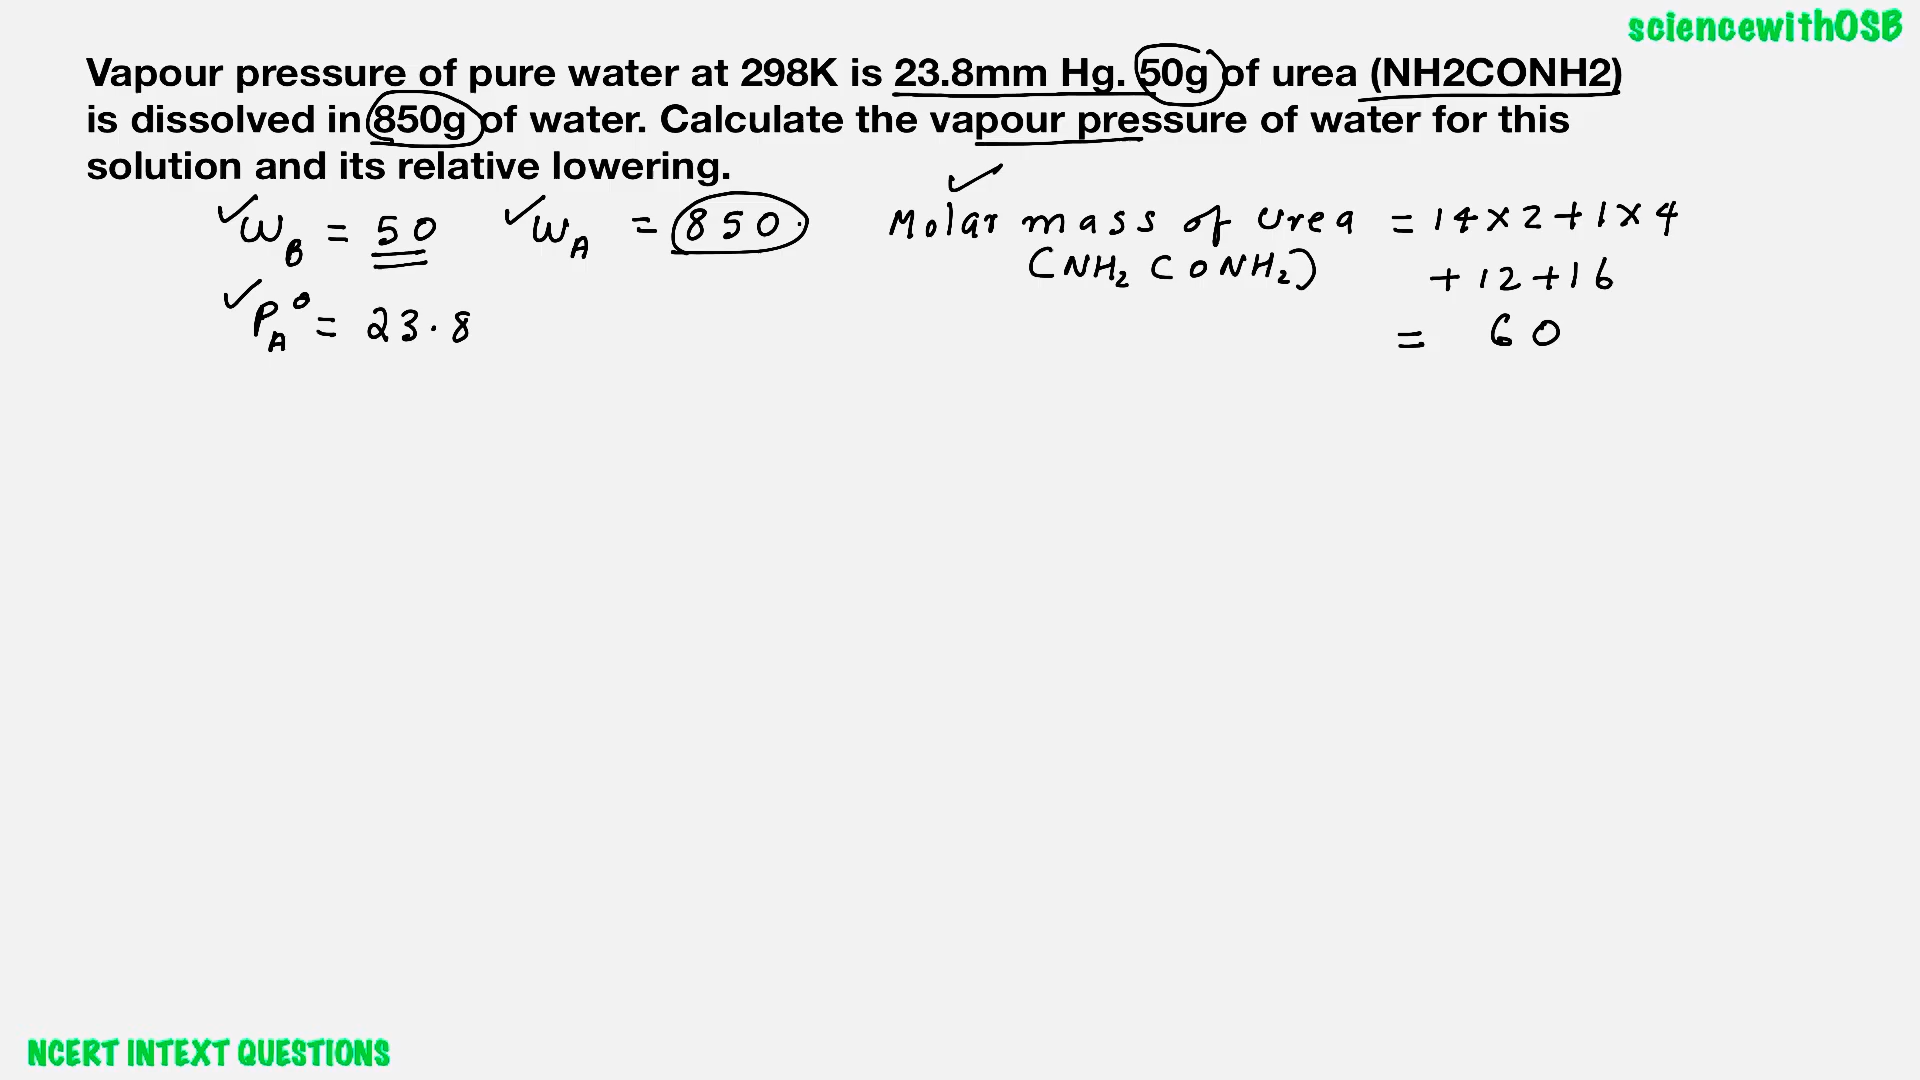 sciencewithOSB
Vapour pressure of pure water at 298K is 23.8mm Hg. 50g of urea (NH2CONH2)
is dissolved in 850g of water. Calculate the vapour pressure of water for this
solution and its relative lowering.
✓W_B = 50 ✓W_A = 850.
✓P_A° = 23.8
✓
Molar mass of urea = 14×2+1×4
(NH₂CONH₂) +12+16
= 60
NCERT INTEXT QUESTIONS